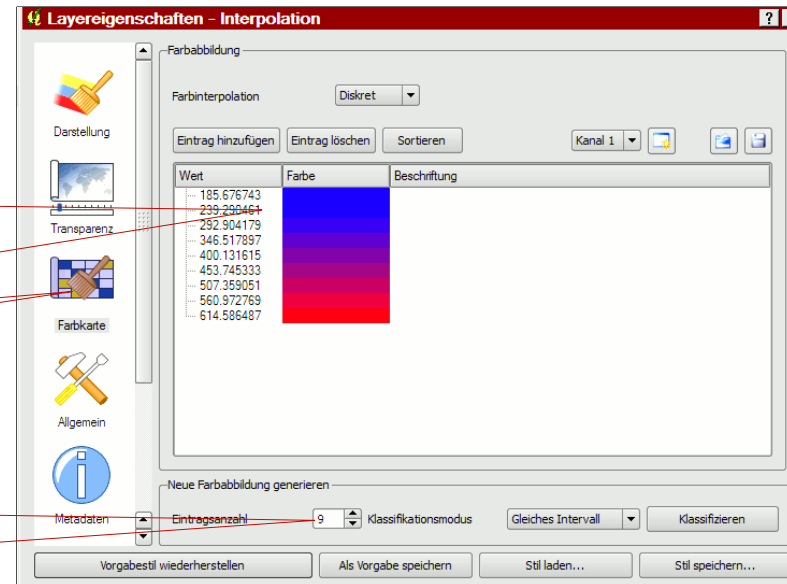 Layereigenschaften - Interpolation
?
Darstellung
Transparenz
Farbkarte
Allgemein
Metadaten
Farbabbildung
Farbinterpolation Diskret
Eintrag hinzufügen Eintrag löschen Sortieren Kanal 1
Wert Farbe Beschriftung
185.676743
239.290461
292.904179
346.517897
400.131615
453.745333
507.359051
560.972769
614.586487
Neue Farbabbildung generieren
Eintragsanzahl 9 Klassifikationsmodus Gleiches Intervall Klassifizieren
Vorgabestil wiederherstellen Als Vorgabe speichern Stil laden... Stil speichern...